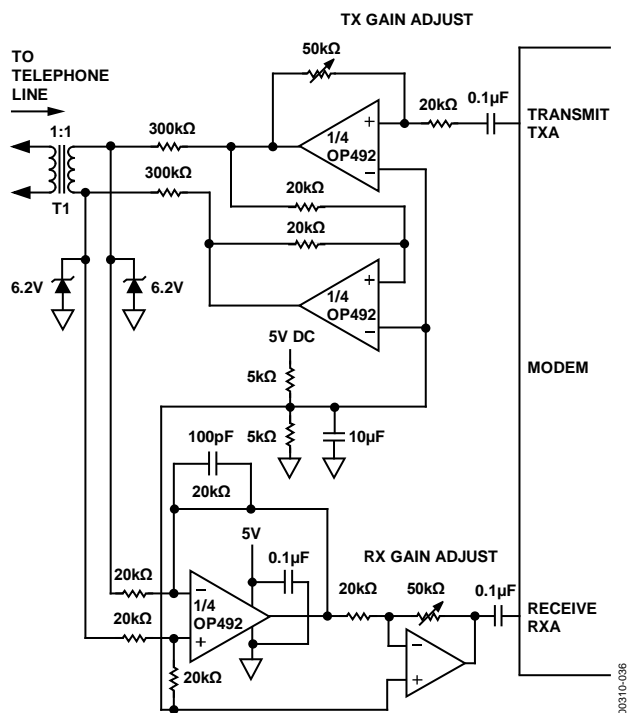 TX GAIN ADJUST
50kΩ
TO
TELEPHONE
LINE
1:1
T1
300kΩ
300kΩ
1/4
OP492
+
−
20kΩ
0.1µF
TRANSMIT
TXA
20kΩ
20kΩ
6.2V
6.2V
1/4
OP492
+
−
5V DC
5kΩ
5kΩ
10µF
MODEM
100pF
20kΩ
5V
0.1µF
RX GAIN ADJUST
20kΩ
20kΩ
−
1/4
OP492
+
20kΩ
20kΩ
50kΩ
0.1µF
−
+
RECEIVE
RXA
00310-036